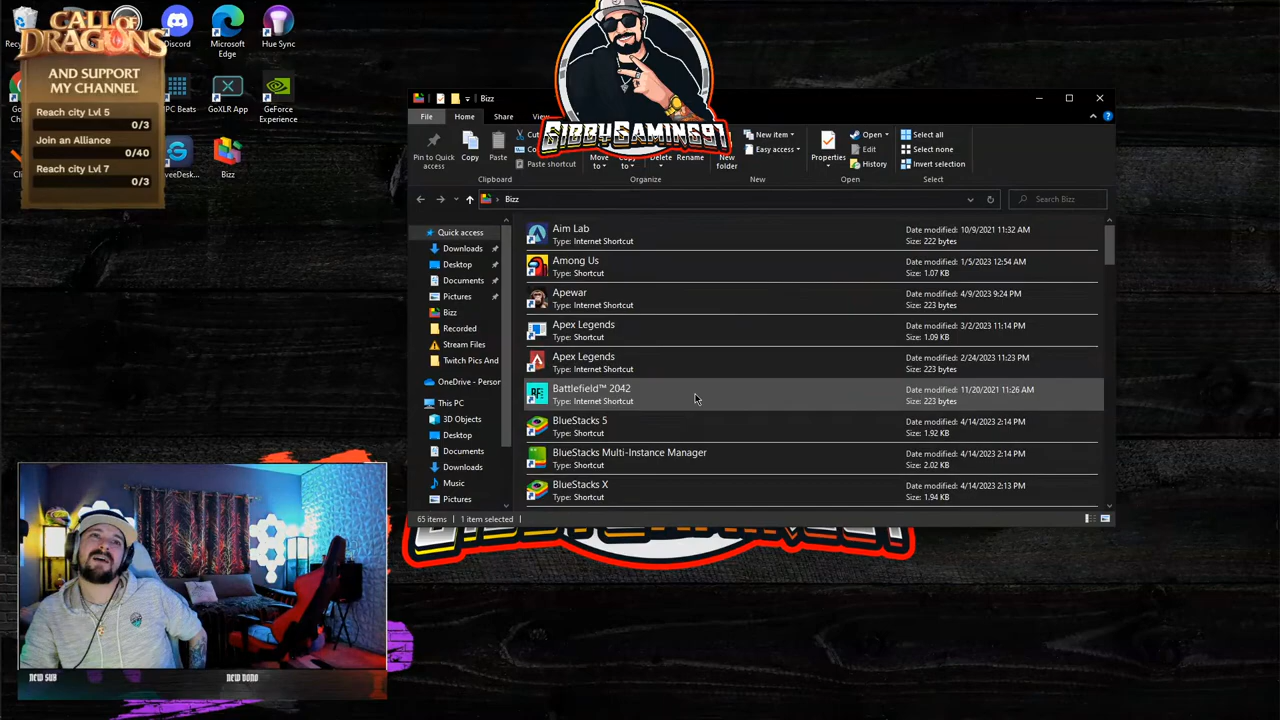 CALL OF
DRAGONS
AND SUPPORT
MY CHANNEL
Reach city Lvl 5
0/3
Join an Alliance
0/40
Reach city Lvl 7
0/3
Discord
Microsoft
Edge
Hue Sync
GoXLR App
GeForce
Experience
Bizz
GIBBYGAMING91
Bizz
File
Home
Share
Pin to Quick
access
Copy
Paste
Paste shortcut
Clipboard
Move
to
Copy
to
Delete
Rename
Organize
New
folder
New item
Easy access
New
Properties
Open
Edit
History
Open
Select all
Select none
Invert selection
Select
Bizz
Search Bizz
Quick access
Downloads
Desktop
Documents
Pictures
Bizz
Recorded
Stream Files
Twitch Pics And
OneDrive - Person
This PC
3D Objects
Desktop
Documents
Downloads
Music
Pictures
Aim Lab
Type: Internet Shortcut
Date modified: 10/9/2021 11:32 AM
Size: 222 bytes
Among Us
Type: Shortcut
Date modified: 1/5/2023 12:54 AM
Size: 1.07 KB
Apewar
Type: Internet Shortcut
Date modified: 4/9/2023 9:24 PM
Size: 223 bytes
Apex Legends
Type: Shortcut
Date modified: 3/2/2023 11:14 PM
Size: 1.09 KB
Apex Legends
Type: Internet Shortcut
Date modified: 2/24/2023 11:23 PM
Size: 223 bytes
Battlefield™ 2042
Type: Internet Shortcut
Date modified: 11/20/2021 11:26 AM
Size: 223 bytes
BlueStacks 5
Type: Shortcut
Date modified: 4/14/2023 2:14 PM
Size: 1.92 KB
BlueStacks Multi-Instance Manager
Type: Shortcut
Date modified: 4/14/2023 2:14 PM
Size: 2.02 KB
BlueStacks X
Type: Shortcut
Date modified: 4/14/2023 2:13 PM
Size: 1.94 KB
65 items
1 item selected
NEW SUB
NEW DONO